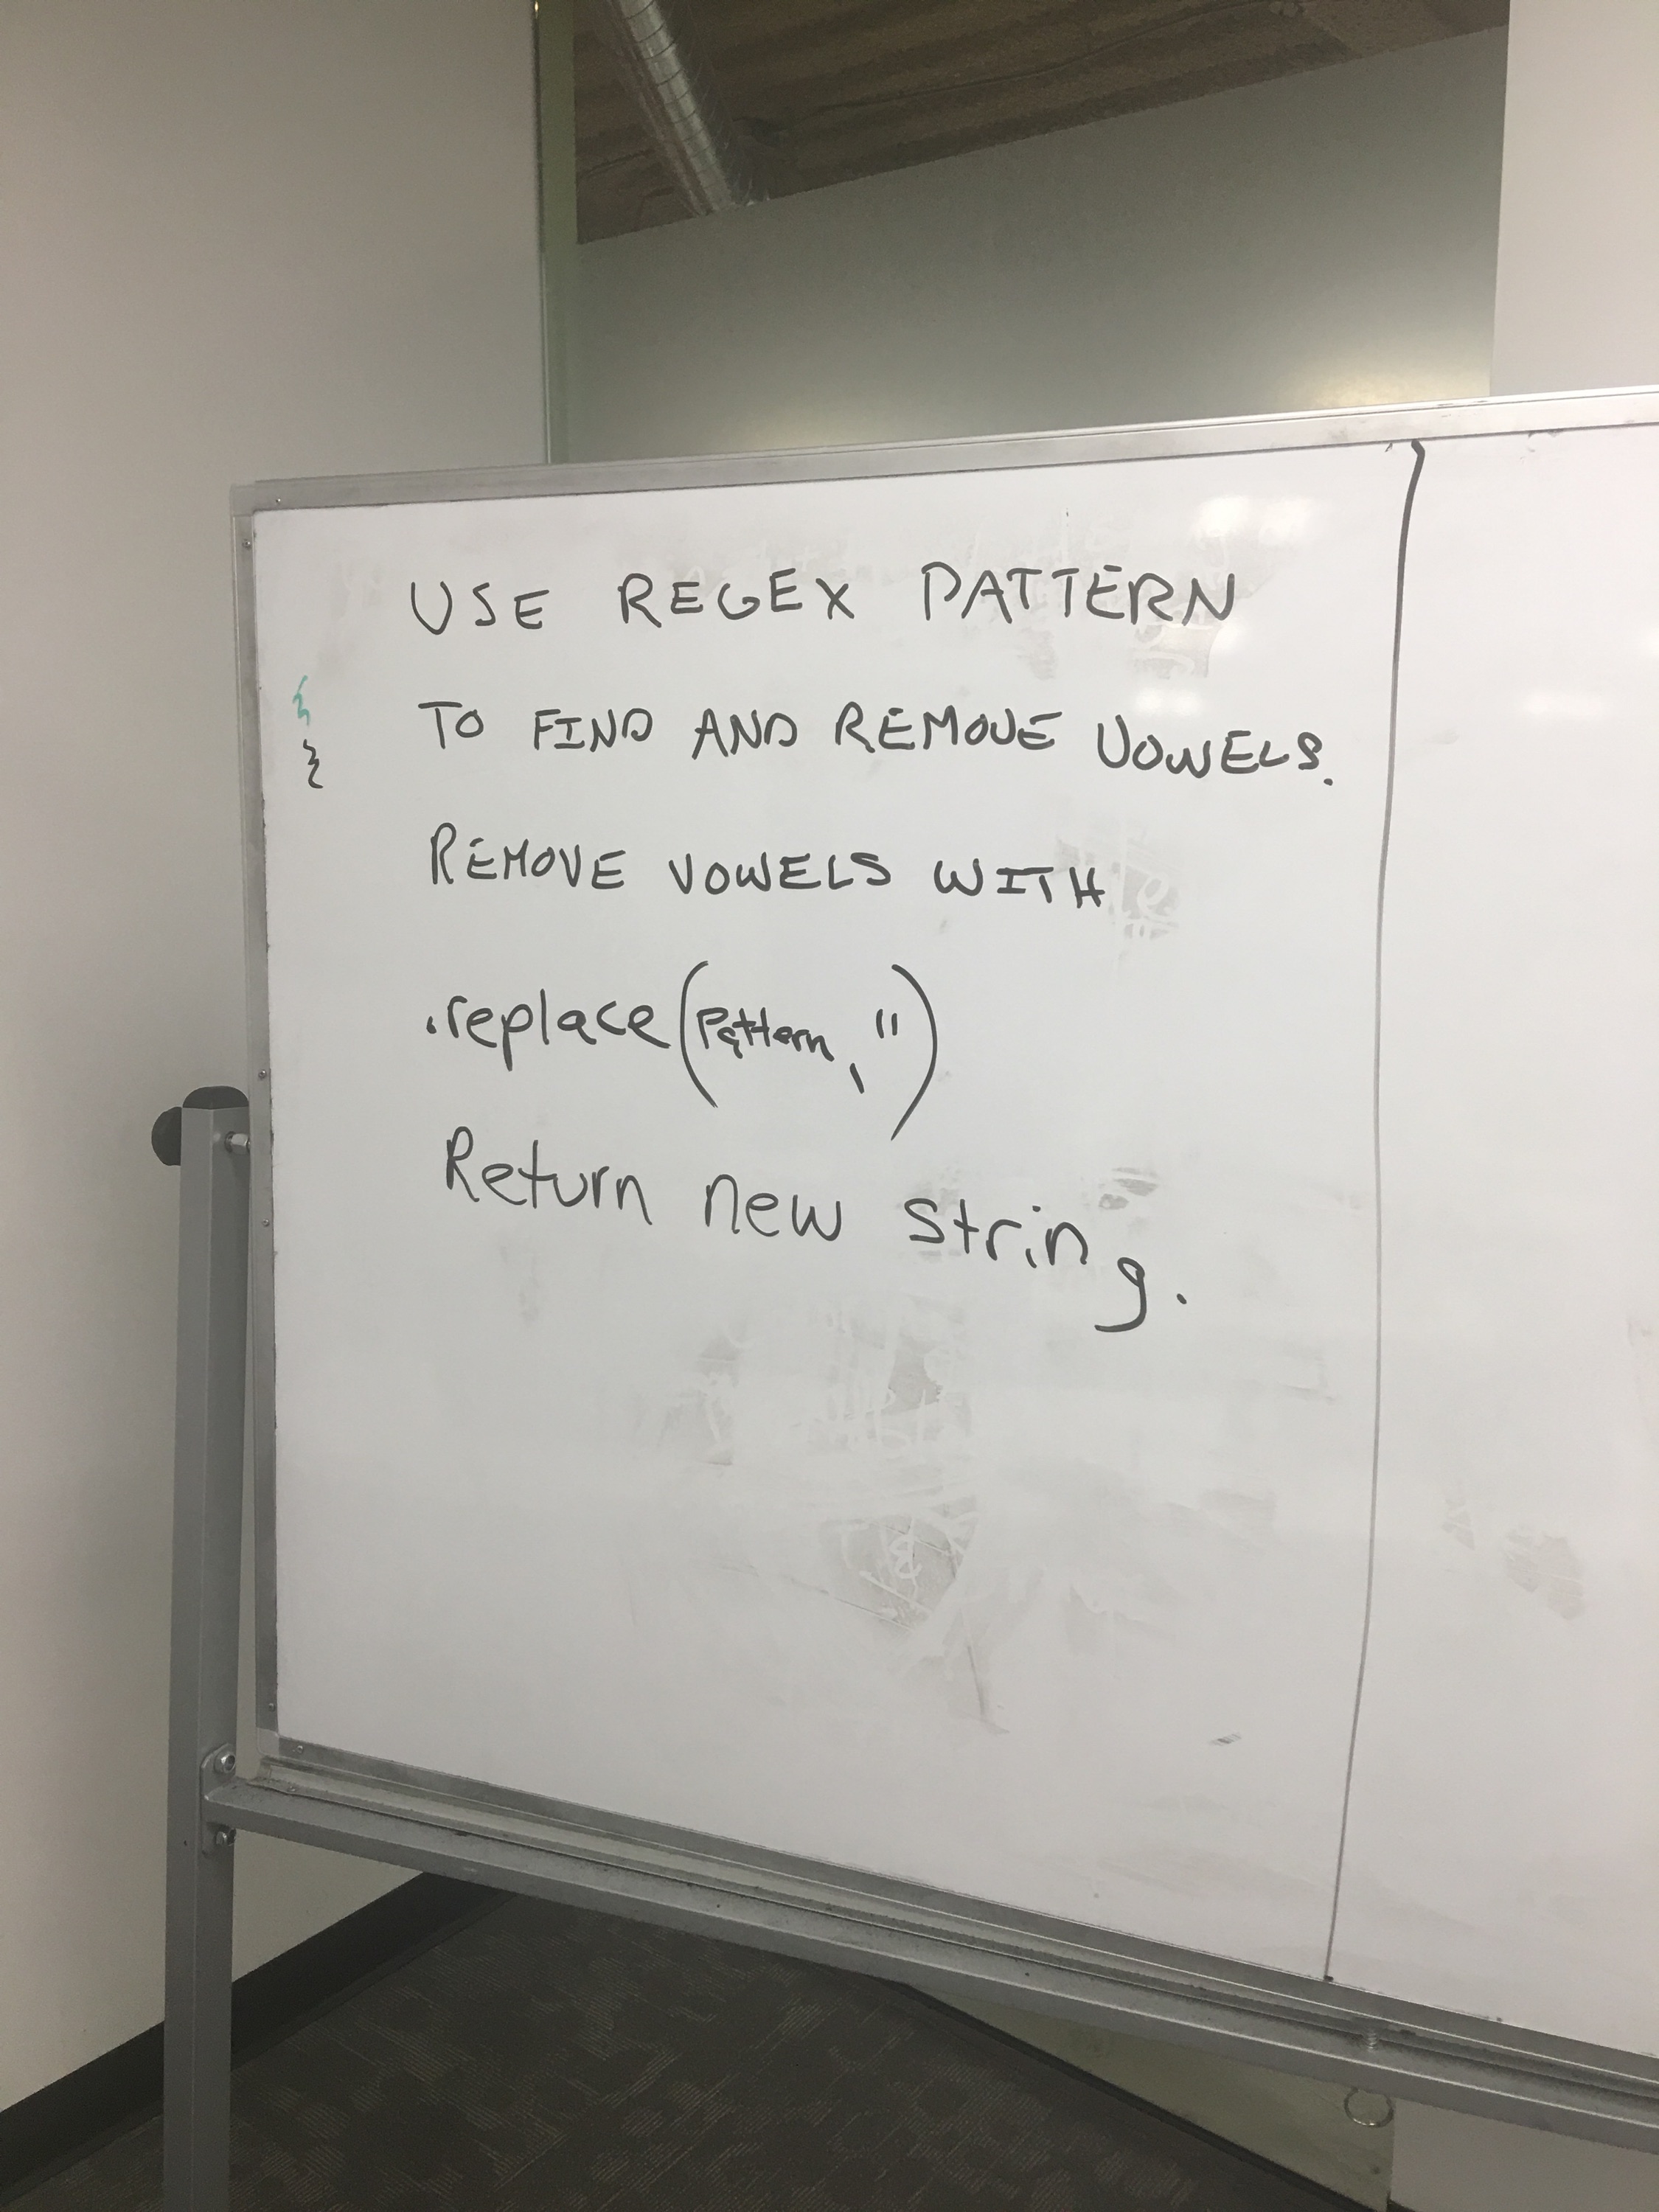 USE REGEX PATTERN
TO FIND AND REMOVE VOWELS.
REMOVE VOWELS WITH
.replace(Pattern, '')
Return new string.